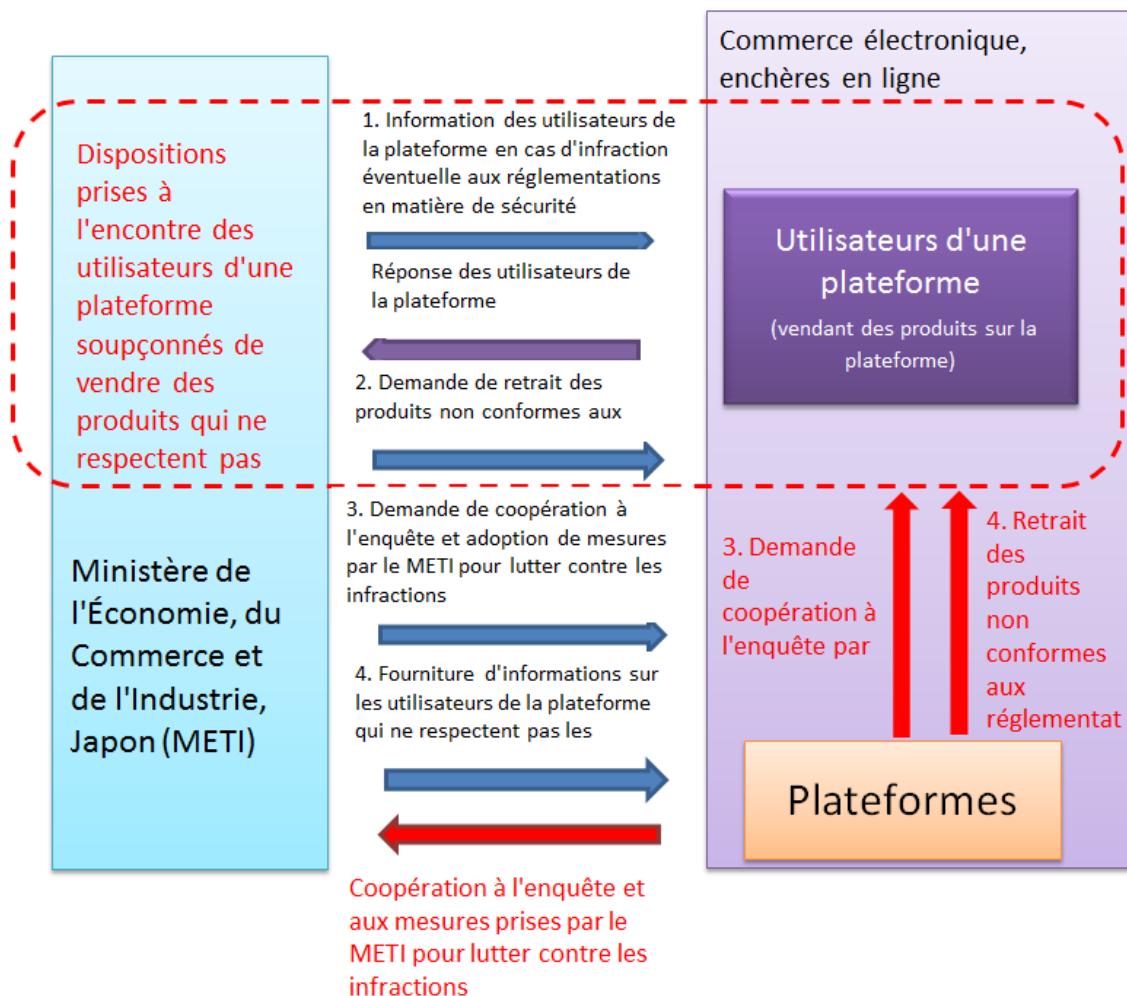 Commerce électronique,
enchères en ligne
Dispositions
prises à
l'encontre des
utilisateurs d'une
plateforme
soupçonnés de
vendre des
produits qui ne
respectent pas
Ministère de
l'Économie, du
Commerce et
de l'Industrie,
Japon (METI)
1. Information des utilisateurs de
la plateforme en cas d'infraction
éventuelle aux réglementations
en matière de sécurité
Réponse des utilisateurs de
la plateforme
2. Demande de retrait des
produits non conformes aux
3. Demande de coopération à
l'enquête et adoption de mesures
par le METI pour lutter contre les
infractions
4. Fourniture d'informations sur
les utilisateurs de la plateforme
qui ne respectent pas les
Coopération à l'enquête et
aux mesures prises par le
METI pour lutter contre les
infractions
Utilisateurs d'une
plateforme
(vendant des produits sur la
plateforme)
3. Demande
de
coopération à
l'enquête par
4. Retrait
des
produits
non
conformes
aux
réglementat
Plateformes